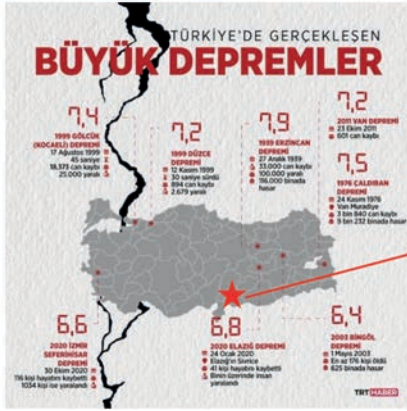 TÜRKİYE'DE GERÇEKLEŞEN
BÜYÜK DEPREMLER
7,4
1999 GÖLCÜK
(KOCAELİ) DEPREMİ
17 Ağustos 1999
45 saniye
18,373 can kaybı
25.000 yaralı
7,2
1999 DÜZCE
DEPREMİ
12 Kasım 1999
30 saniye sürdü
894 can kaybı
2.679 yaralı
7,9
1939 ERZİNCAN
DEPREMİ
27 Aralık 1939
33.000 can kaybı
100.000 yaralı
116.000 binada
hasar
7,2
2011 VAN DEPREMİ
23 Ekim 2011
601 can kaybı
7,5
1976 ÇALDIRAN
DEPREMİ
24 Kasım 1976
Van Muradiye
3 bin 840 can kaybı
9 bin 232 binada hasar
6,6
2020 İZMİR
SEFERİHİSAR
DEPREMİ
30 Ekim 2020
116 kişi hayatını kaybetti
1034 kişi ise yaralandı
6,8
2020 ELAZIĞ DEPREMİ
24 Ocak 2020
Elazığ'ın Sivrice
41 kişi hayatını kaybetti
Binin üzerinde insan
yaralandı
6,4
2003 BİNGÖL
DEPREMİ
1 Mayıs 2003
En az 176 kişi öldü
625 binada hasar
TRT HABER